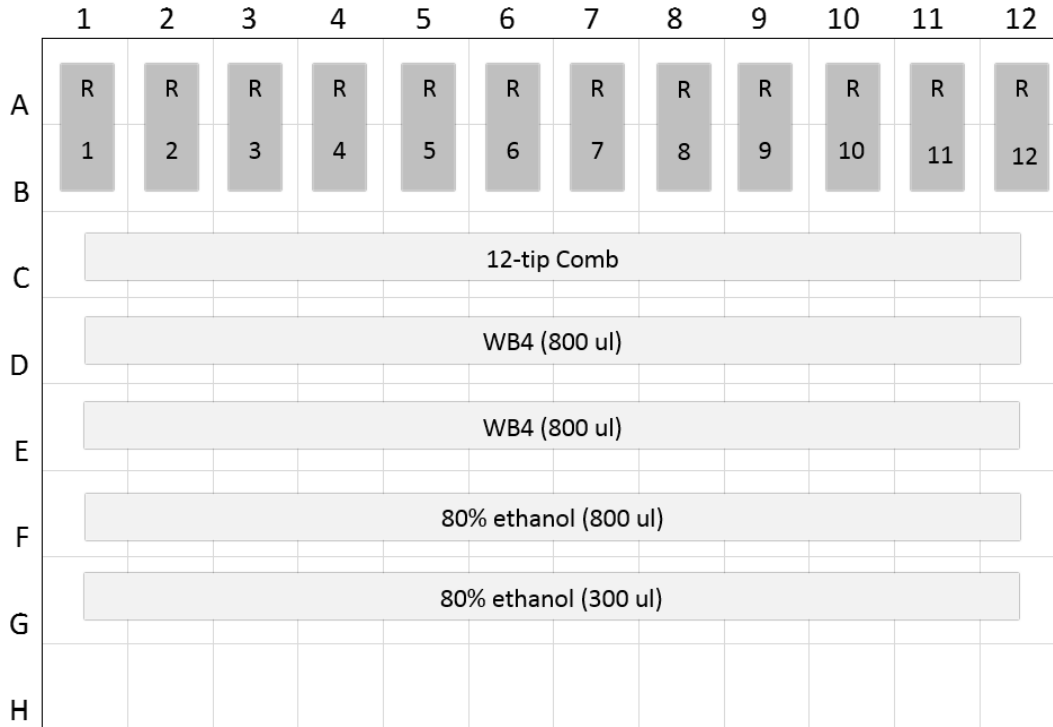 1 2 3 4 5 6 7 8 9 10 11 12
A R R R R R R R R R R R R
1 2 3 4 5 6 7 8 9 10 11 12
B
C 12-tip Comb
D WB4 (800 ul)
E WB4 (800 ul)
F 80% ethanol (800 ul)
G 80% ethanol (300 ul)
H